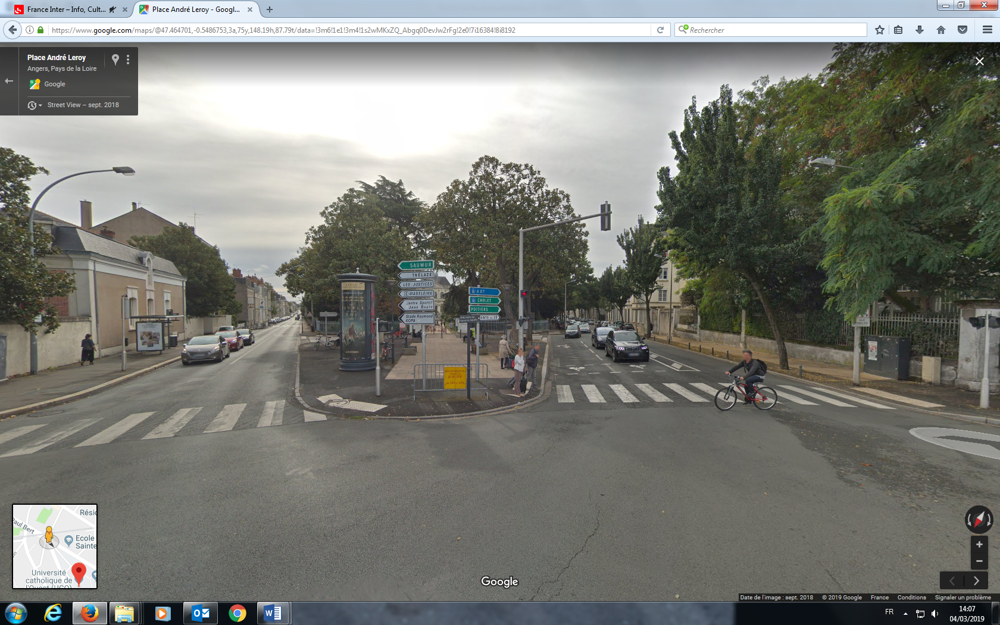 France Inter – Info, Cult...
Place André Leroy - Googl...
https://www.google.com/maps/@47.464701,-0.5486753,3a,75y,148.19h,87.79t/data=!3m6!1e1!3m4!1s2wMKxZQ_Abgq0DevJw2rFg!2e0!7i16384!8i8192
Rechercher
Place André Leroy
Angers, Pays de la Loire
Google
Street View – sept. 2018
SAUMUR
TRÉLAZÉ
LES JUSTICES
MADELEINE
Centre Sportif
Jean Bouin
Stade Raymond
KOPA
A 87
CHOLET
POITIERS
Résid
Paul Bert
Ecole
Sainte
Université
catholique de
l'Ouest (UCO)
Google
Date de l'image : sept. 2018 © 2019 Google France Conditions Signaler un problème
FR
14:07
04/03/2019